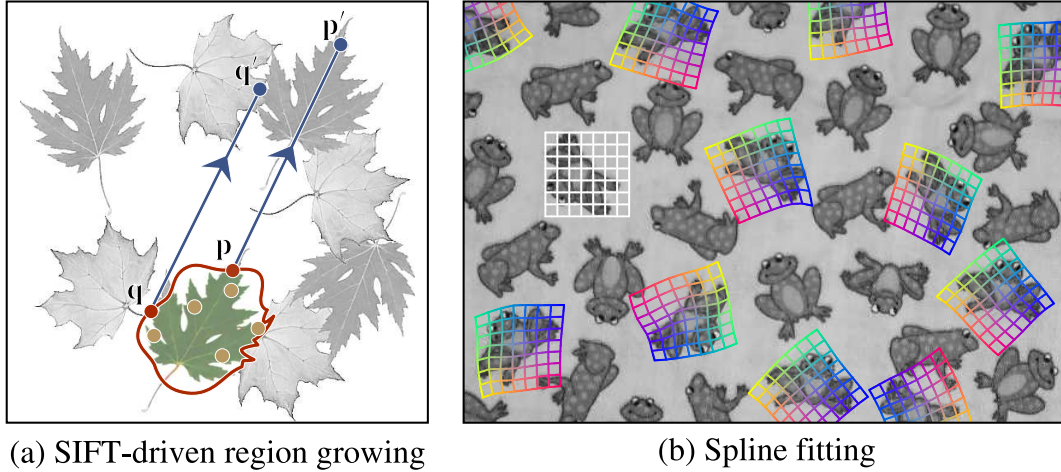 p′
q′
p
q
(a) SIFT-driven region growing
(b) Spline fitting